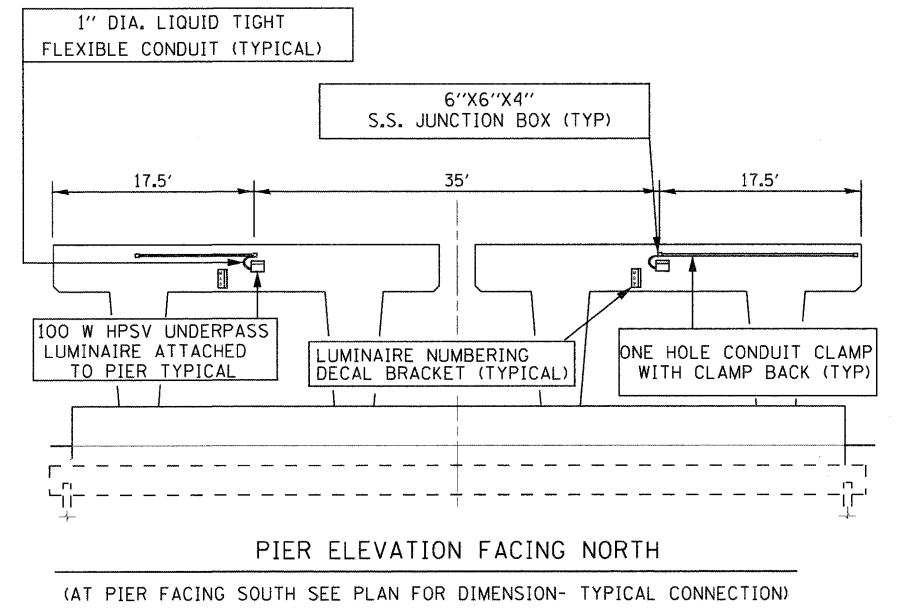 1" DIA. LIQUID TIGHT
FLEXIBLE CONDUIT (TYPICAL)
6"X6"X4"
S.S. JUNCTION BOX (TYP)
17.5'
35'
17.5'
100 W HPSV UNDERPASS
LUMINAIRE ATTACHED
TO PIER TYPICAL
LUMINAIRE NUMBERING
DECAL BRACKET (TYPICAL)
ONE HOLE CONDUIT CLAMP
WITH CLAMP BACK (TYP)
PIER ELEVATION FACING NORTH
(AT PIER FACING SOUTH SEE PLAN FOR DIMENSION- TYPICAL CONNECTION)